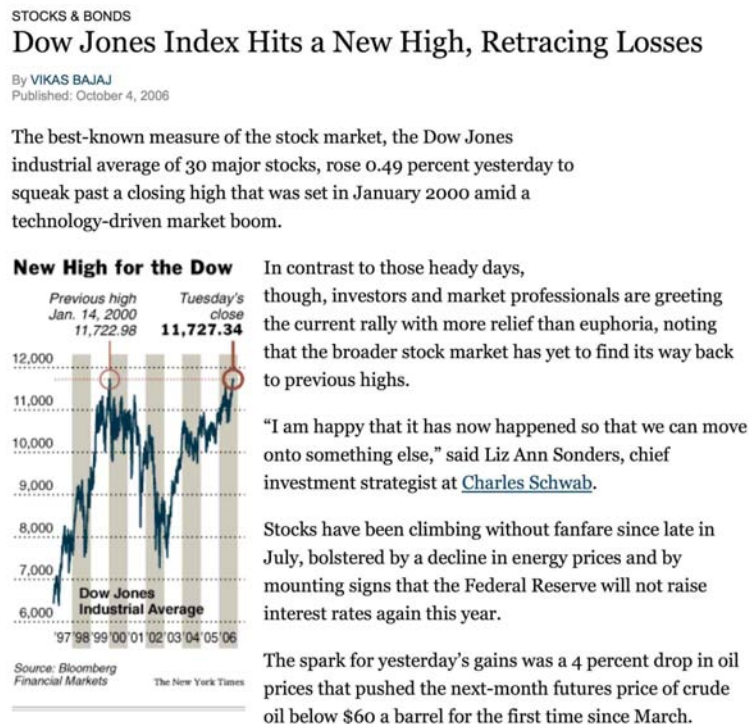 STOCKS & BONDS
Dow Jones Index Hits a New High, Retracing Losses
By VIKAS BAJAJ
Published: October 4, 2006
The best-known measure of the stock market, the Dow Jones
industrial average of 30 major stocks, rose 0.49 percent yesterday to
squeak past a closing high that was set in January 2000 amid a
technology-driven market boom.
New High for the Dow
Previous high
Jan. 14, 2000
11,722.98
Tuesday's
close
11,727.34
12,000
11,000
10,000
9,000
8,000
7,000
6,000
Dow Jones
Industrial Average
'97 '98 '99 '00 '01 '02 '03 '04 '05 '06
Source: Bloomberg
Financial Markets
The New York Times
In contrast to those heady days,
though, investors and market professionals are greeting
the current rally with more relief than euphoria, noting
that the broader stock market has yet to find its way back
to previous highs.
“I am happy that it has now happened so that we can move
onto something else,” said Liz Ann Sonders, chief
investment strategist at Charles Schwab.
Stocks have been climbing without fanfare since late in
July, bolstered by a decline in energy prices and by
mounting signs that the Federal Reserve will not raise
interest rates again this year.
The spark for yesterday’s gains was a 4 percent drop in oil
prices that pushed the next-month futures price of crude
oil below $60 a barrel for the first time since March.